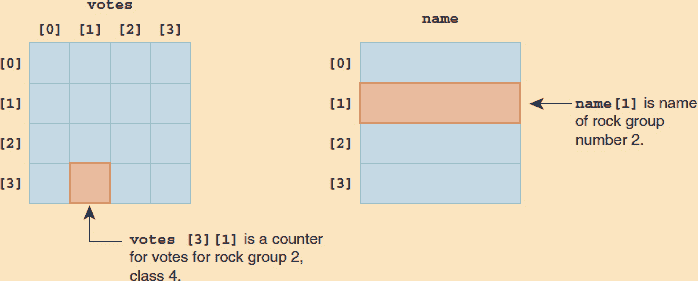 votes
[0] [1] [2] [3]
[0]
[1]
[2]
[3]
votes [3][1] is a counter
for votes for rock group 2,
class 4.
name
[0]
[1]
[2]
[3]
name[1] is name
of rock group
number 2.